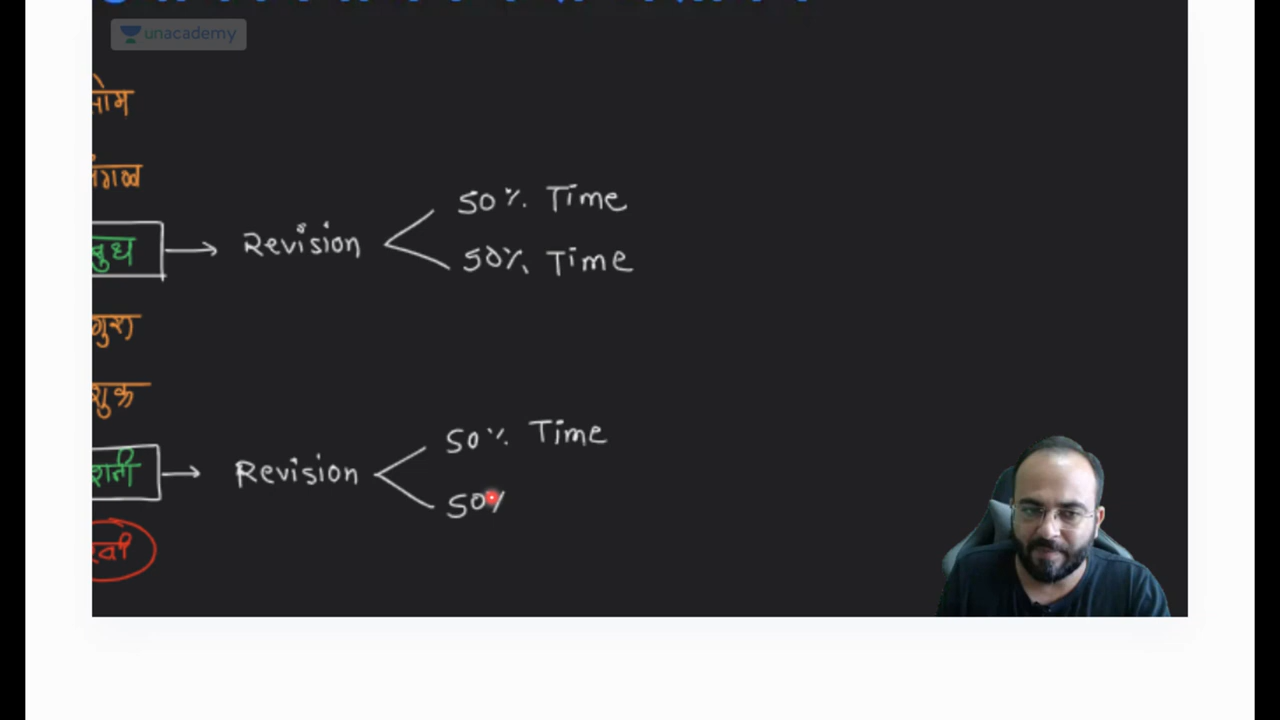 unacademy
सोम
मंगळ
बुध → Revision
50% Time
50% Time
गुरु
शुक्र
शनी → Revision
50% Time
50%
रवी